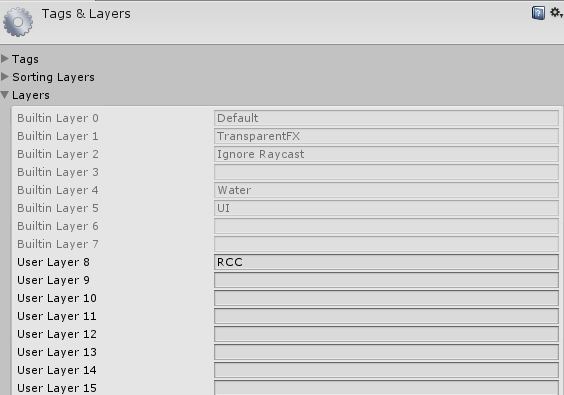 Tags & Layers
Tags
Sorting Layers
Layers
Builtin Layer 0 Default
Builtin Layer 1 TransparentFX
Builtin Layer 2 Ignore Raycast
Builtin Layer 3
Builtin Layer 4 Water
Builtin Layer 5 UI
Builtin Layer 6
Builtin Layer 7
User Layer 8 RCC
User Layer 9
User Layer 10
User Layer 11
User Layer 12
User Layer 13
User Layer 14
User Layer 15